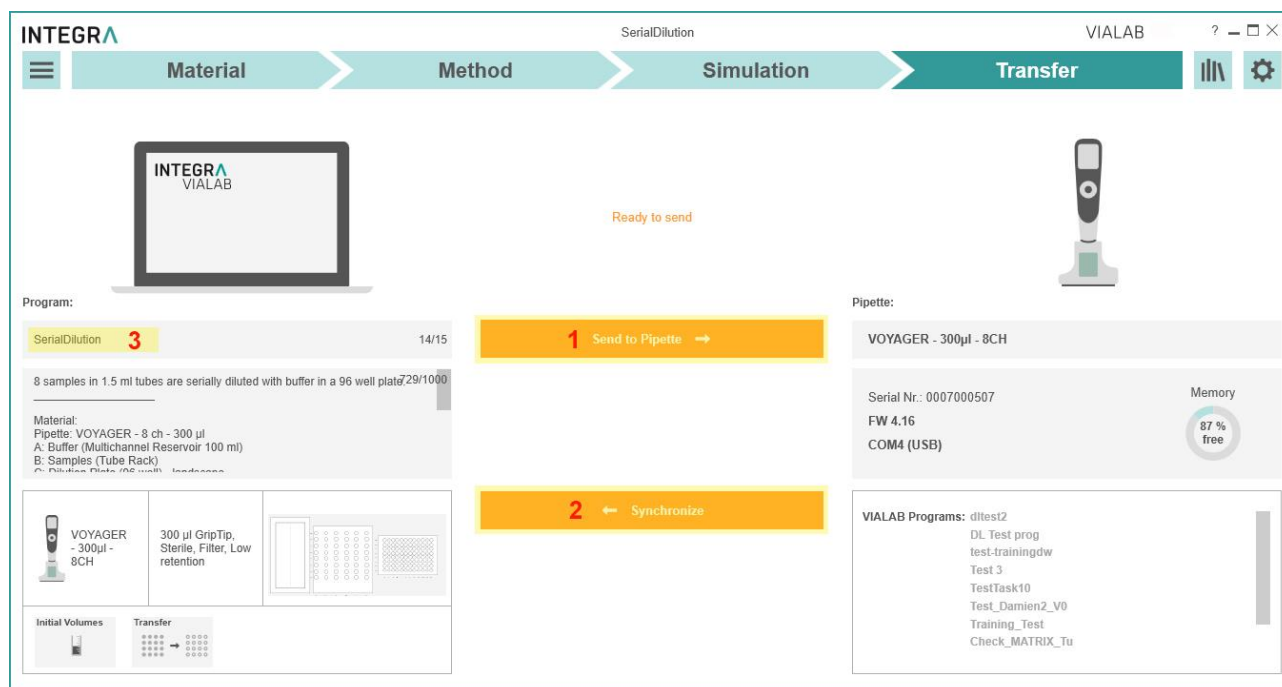 INTEGRA
SerialDilution
VIALAB
?
Material
Method
Simulation
Transfer
INTEGRA
VIALAB
Ready to send
Program:
Pipette:
SerialDilution 3 14/15
1 Send to Pipette →
VOYAGER - 300µl - 8CH
8 samples in 1.5 ml tubes are serially diluted with buffer in a 96 well plate. 729/1000
Material:
Pipette: VOYAGER - 8 ch - 300 µl
A: Buffer (Multichannel Reservoir 100 ml)
B: Samples (Tube Rack)
C: Dilution Plate (96 well) - landscape
Serial Nr.: 0007000507
FW 4.16
COM4 (USB)
Memory
87 %
free
2 ← Synchronize
VOYAGER
- 300µl -
8CH
300 µl GripTip,
Sterile, Filter, Low
retention
Initial Volumes
Transfer
VIALAB Programs: dltest2
DL Test prog
test-trainingdw
Test 3
TestTask10
Test_Damien2_V0
Training_Test
Check_MATRIX_Tu